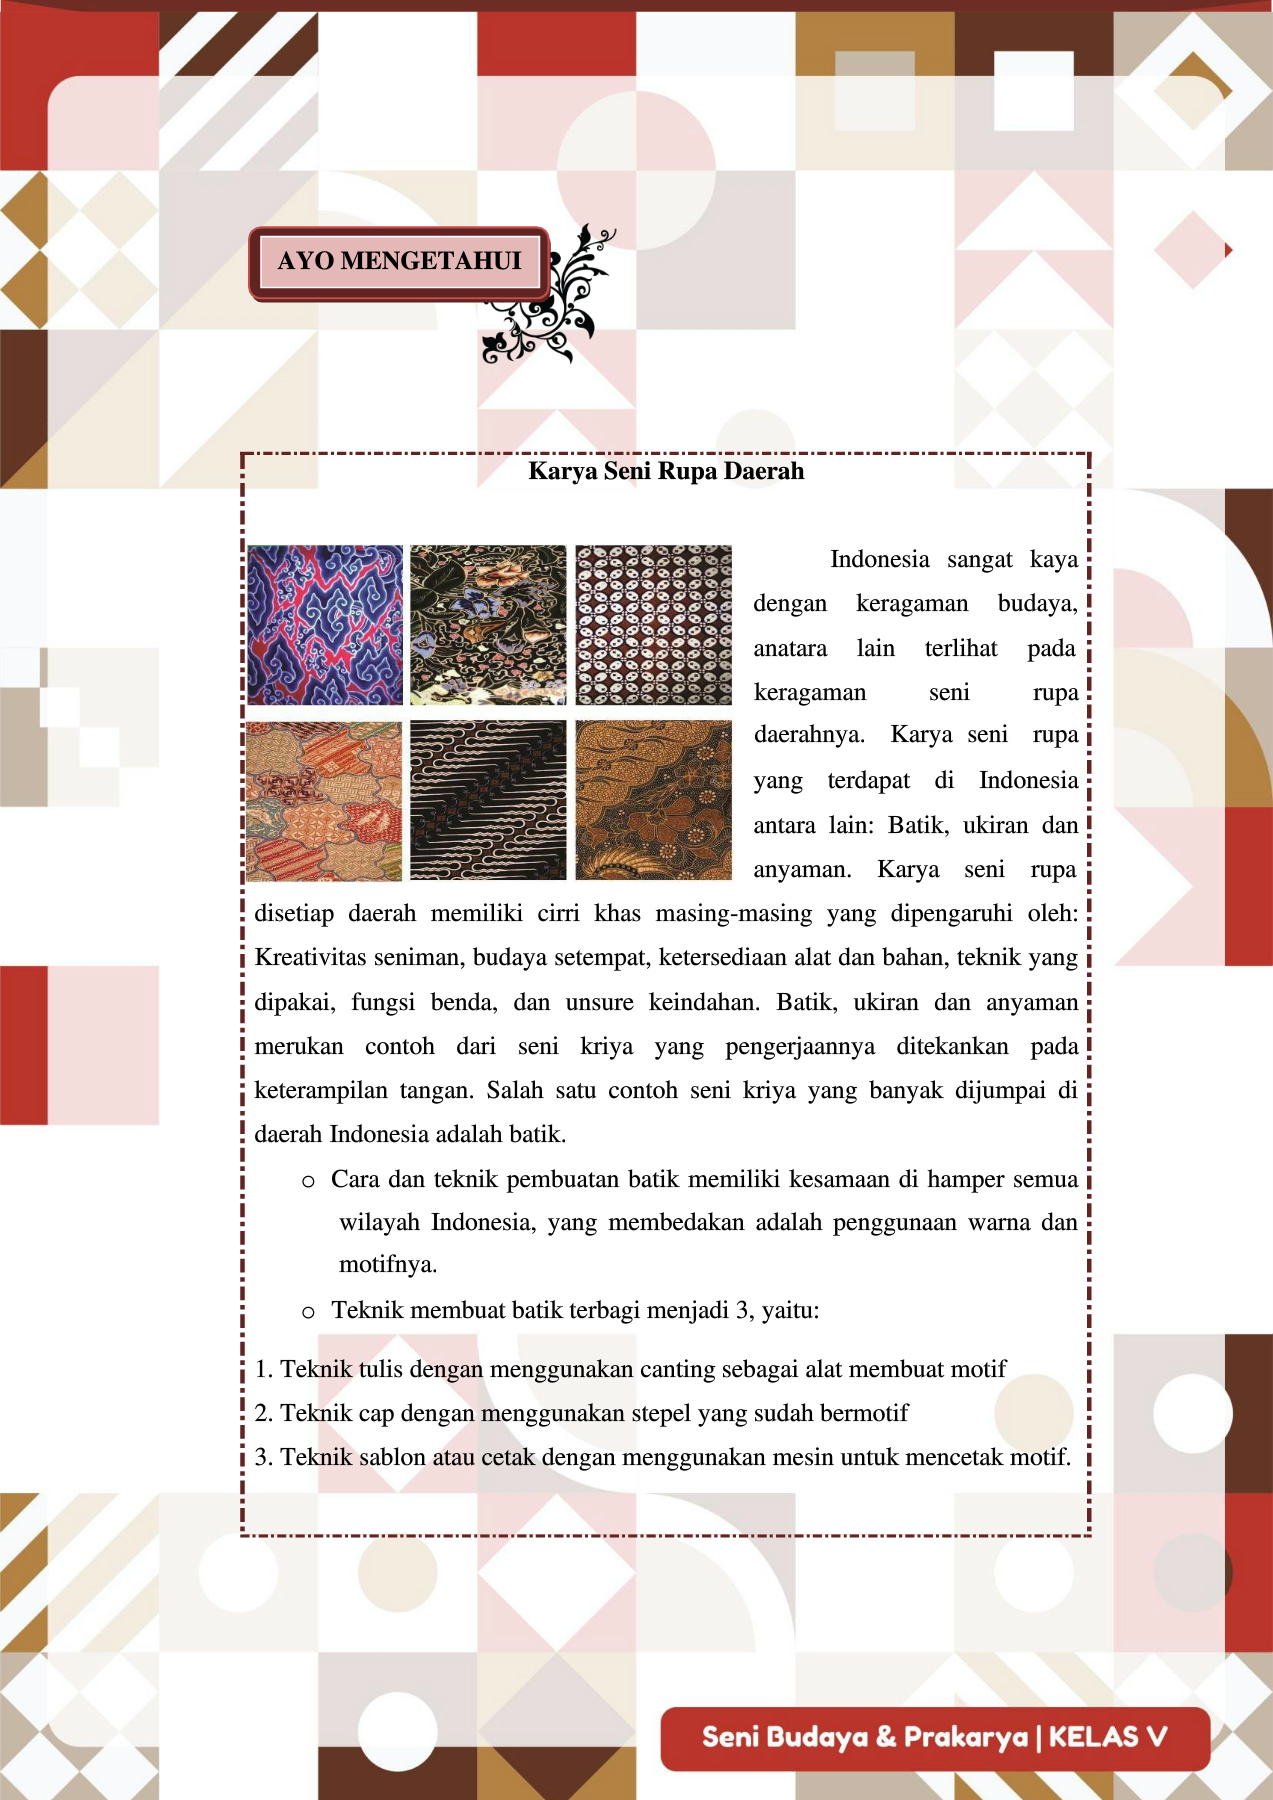 AYO MENGETAHUI
Karya Seni Rupa Daerah
Indonesia sangat kaya
dengan keragaman budaya,
anatara lain terlihat pada
keragaman seni rupa
daerahnya. Karya seni rupa
yang terdapat di Indonesia
antara lain: Batik, ukiran dan
anyaman. Karya seni rupa
disetiap daerah memiliki cirri khas masing-masing yang dipengaruhi oleh:
Kreativitas seniman, budaya setempat, ketersediaan alat dan bahan, teknik yang
dipakai, fungsi benda, dan unsure keindahan. Batik, ukiran dan anyaman
merukan contoh dari seni kriya yang pengerjaannya ditekankan pada
keterampilan tangan. Salah satu contoh seni kriya yang banyak dijumpai di
daerah Indonesia adalah batik.
o Cara dan teknik pembuatan batik memiliki kesamaan di hamper semua
wilayah Indonesia, yang membedakan adalah penggunaan warna dan
motifnya.
o Teknik membuat batik terbagi menjadi 3, yaitu:
1. Teknik tulis dengan menggunakan canting sebagai alat membuat motif
2. Teknik cap dengan menggunakan stepel yang sudah bermotif
3. Teknik sablon atau cetak dengan menggunakan mesin untuk mencetak motif.
Seni Budaya & Prakarya | KELAS V